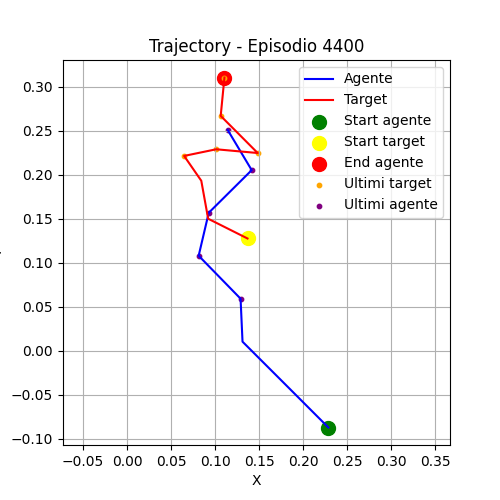 Trajectory - Episodio 4400
Agente
Target
Start agente
Start target
End agente
Ultimi target
Ultimi agente
0.30
0.25
0.20
0.15
0.10
0.05
0.00
−0.05
−0.10
−0.05 0.00 0.05 0.10 0.15 0.20 0.25 0.30 0.35
X